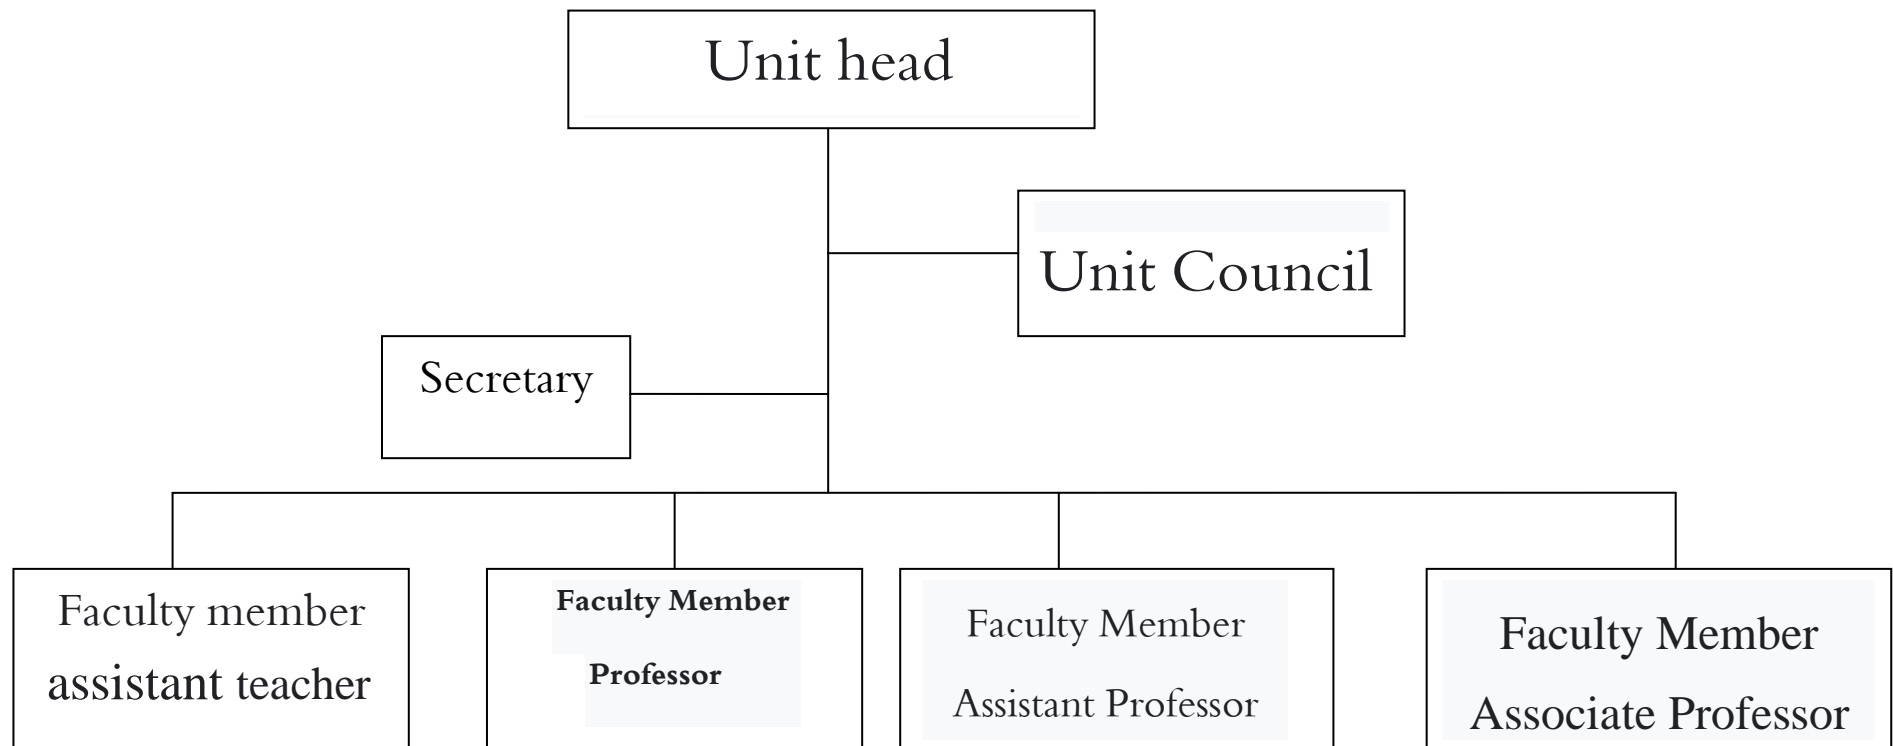 Unit head
Unit Council
Secretary
Faculty member
assistant teacher
Faculty Member
Professor
Faculty Member
Assistant Professor
Faculty Member
Associate Professor